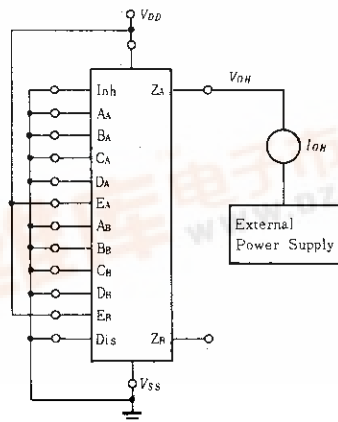 VDD
Inh ZA VOH
AA
BA
CA
DA IOH
EA
AB
BB
CB
DB
EB
Dis ZB
External
Power Supply
VSS